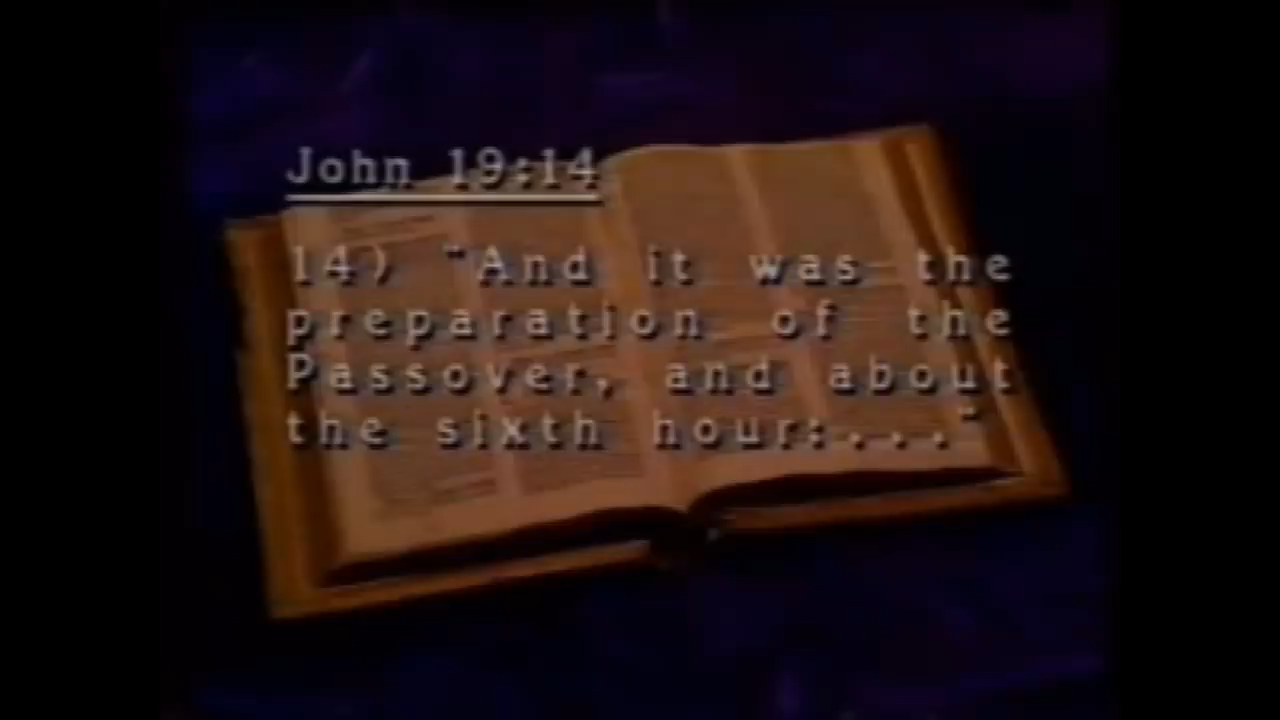 John 19:14
14) "And it was the
preparation of the
Passover, and about
the sixth hour:..."